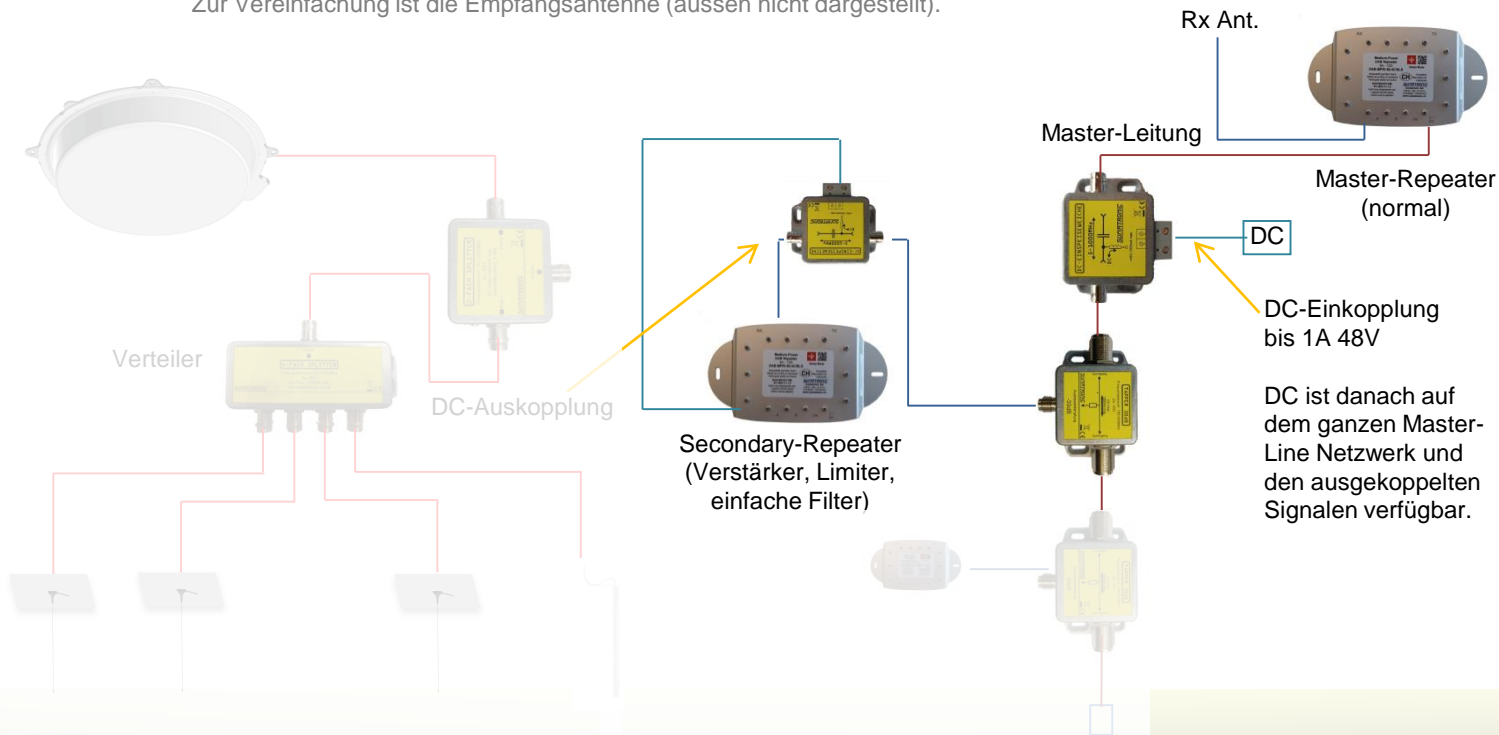 Zur Vereinfachung ist die Empfangsantenne (aussen nicht dargestellt).
Rx Ant.
Master-Leitung
Master-Repeater
(normal)
DC
DC-Einkopplung
bis 1A 48V
DC ist danach auf
dem ganzen Master-
Line Netzwerk und
den ausgekoppelten
Signalen verfügbar.
Verteiler
DC-Auskopplung
Secondary-Repeater
(Verstärker, Limiter,
einfache Filter)